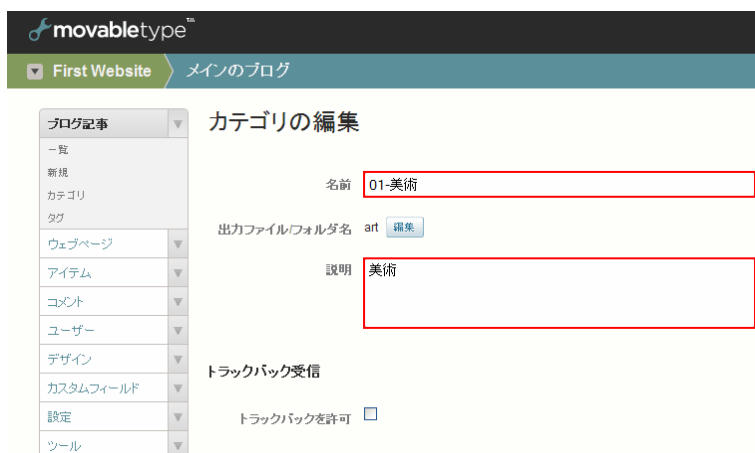 movabletype™
First Website
メインのブログ
ブログ記事
一覧
新規
カテゴリ
タグ
ウェブページ
アイテム
コメント
ユーザー
デザイン
カスタムフィールド
設定
ツール
カテゴリの編集
名前 01-美術
出力ファイル/フォルダ名 art 編集
説明 美術
トラックバック受信
トラックバックを許可